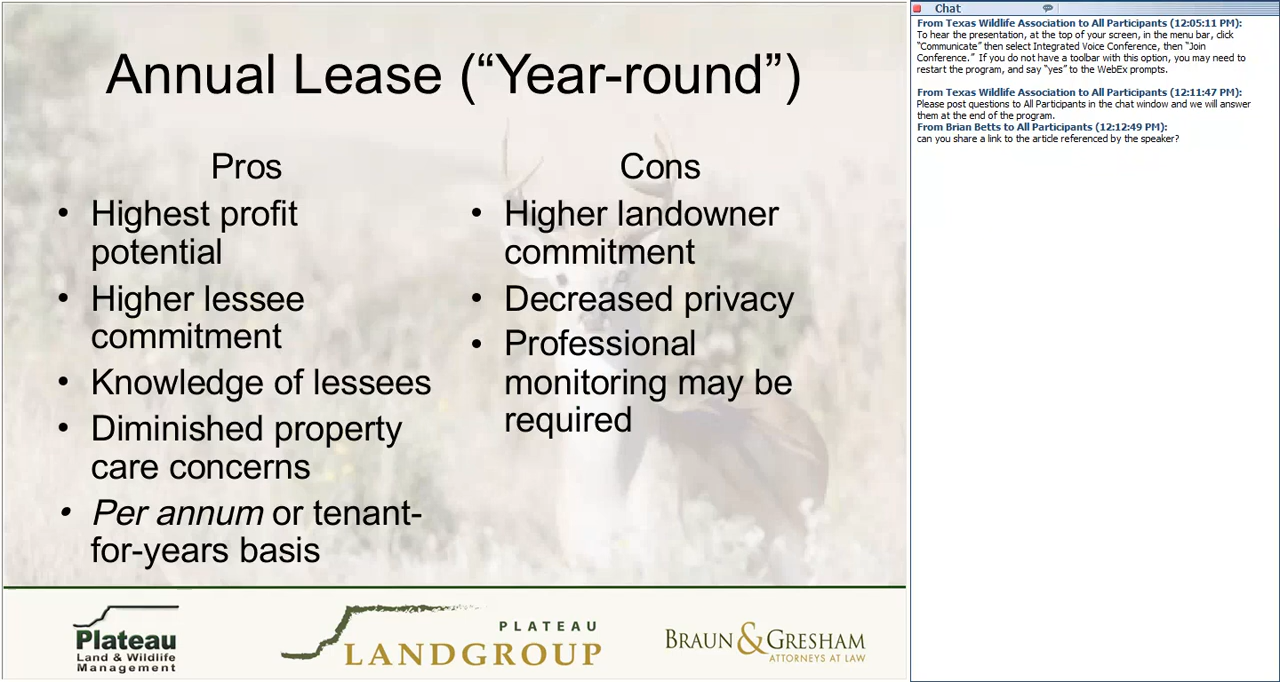 Annual Lease (“Year-round”)
Pros
• Highest profit
potential
• Higher lessee
commitment
• Knowledge of lessees
• Diminished property
care concerns
• Per annum or tenant-
for-years basis
Cons
• Higher landowner
commitment
• Decreased privacy
• Professional
monitoring may be
required
Plateau
Land & Wildlife
Management
PLATEAU
LANDGROUP
BRAUN & GRESHAM
ATTORNEYS AT LAW
Chat
From Texas Wildlife Association to All Participants (12:05:11 PM):
To hear the presentation, at the top of your screen, in the menu bar, click
“Communicate” then select Integrated Voice Conference, then “Join
Conference.” If you do not have a toolbar with this option, you may need to
restart the program, and say “yes” to the WebEx prompts.
From Texas Wildlife Association to All Participants (12:11:47 PM):
Please post questions to All Participants in the chat window and we will answer
them at the end of the program.
From Brian Betts to All Participants (12:12:49 PM):
can you share a link to the article referenced by the speaker?